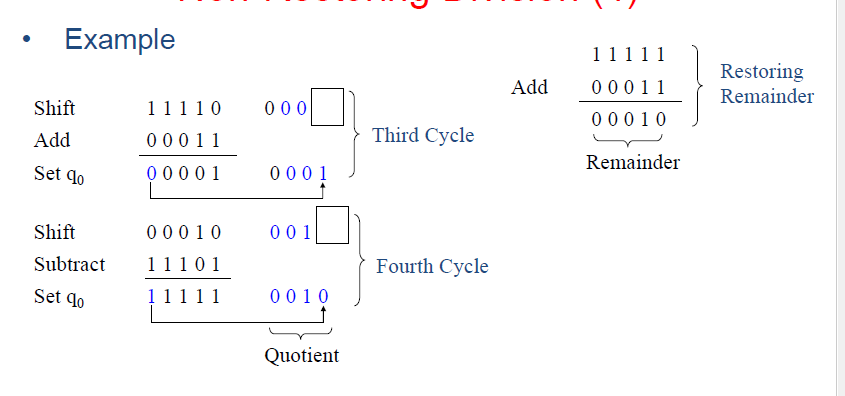 • Example
Shift 1 1 1 1 0 0 0 0
Add 0 0 0 1 1
Set q0 0 0 0 0 1 0 0 0 1
Third Cycle
Shift 0 0 0 1 0 0 0 1
Subtract 1 1 1 0 1
Set q0 1 1 1 1 1 0 0 1 0
Fourth Cycle
Quotient
1 1 1 1 1
Add 0 0 0 1 1
0 0 0 1 0
Restoring
Remainder
Remainder